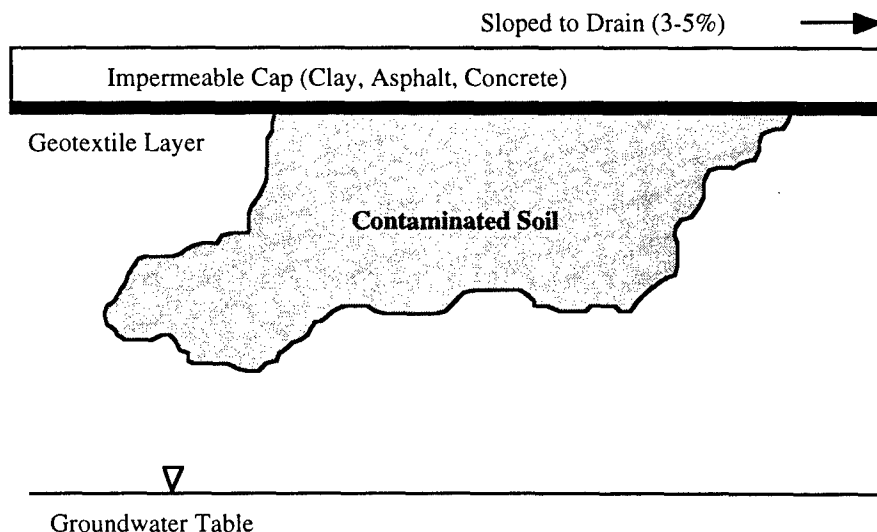 Sloped to Drain (3-5%)
Impermeable Cap (Clay, Asphalt, Concrete)
Geotextile Layer
Contaminated Soil
Groundwater Table